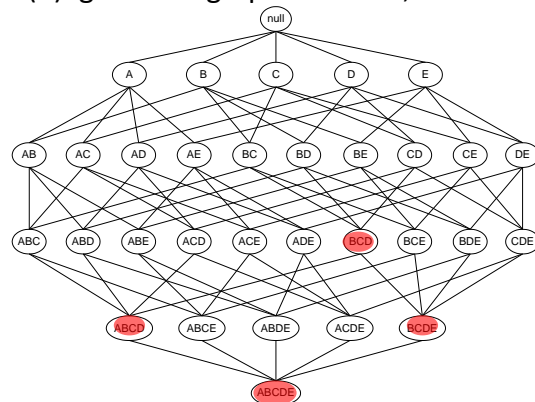 null
A B C D E
AB AC AD AE BC BD BE CD CE DE
ABC ABD ABE ACD ACE ADE BCD BCE BDE CDE
ABCD ABCE ABDE ACDE BCDE
ABCDE